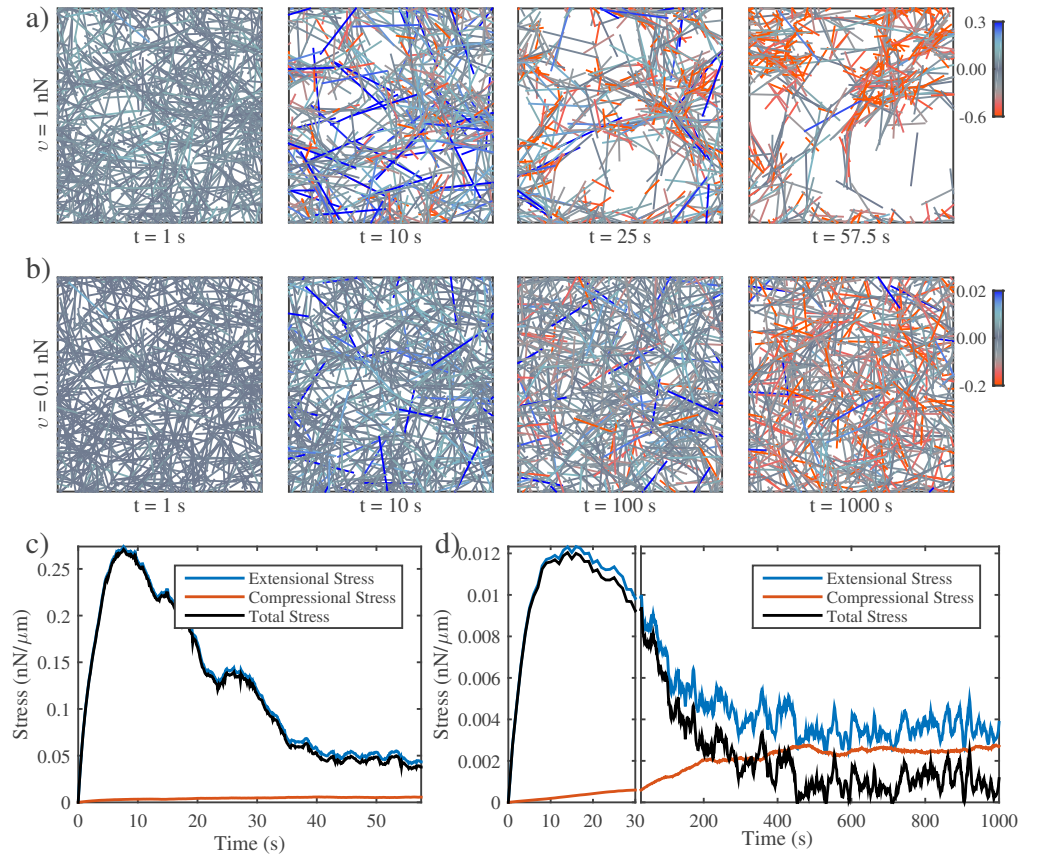 a)
υ = 1 nN
t = 1 s
t = 10 s
t = 25 s
t = 57.5 s
0.3
0.00
-0.6
b)
υ = 0.1 nN
t = 1 s
t = 10 s
t = 100 s
t = 1000 s
0.02
0.00
-0.2
c)
Stress (nN/μm)
0.25
0.2
0.15
0.1
0.05
0
0 10 20 30 40 50
Time (s)
Extensional Stress
Compressional Stress
Total Stress
d)
Stress (nN/μm)
0.012
0.01
0.008
0.006
0.004
0.002
0
0 10 20 30 200 400 600 800 1000
Time (s)
Extensional Stress
Compressional Stress
Total Stress